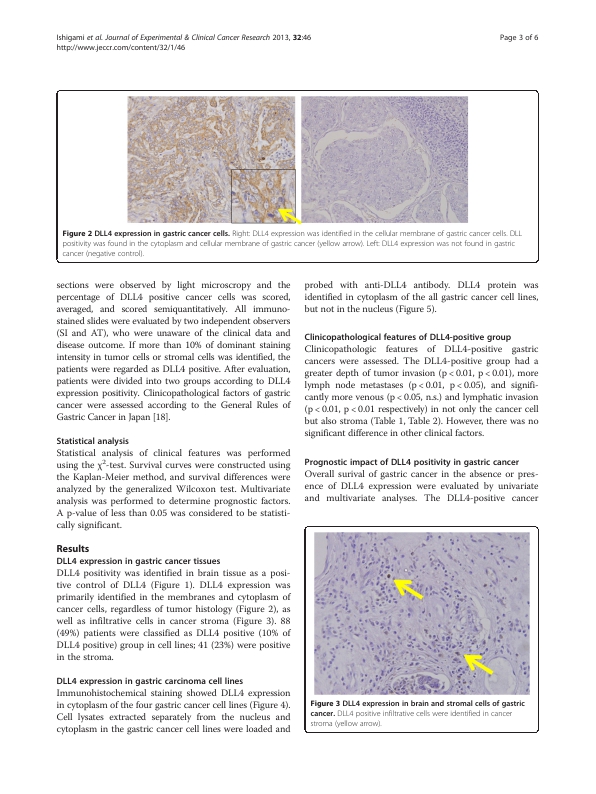 Ishigami et al. Journal of Experimental & Clinical Cancer Research 2013, 32:46
Page 3 of 6
http://www.jeccr.com/content/32/1/46
Figure 2 DLL4 expression in gastric cancer cells. Right: DLL4 expression was identified in the cellular membrane of gastric cancer cells. DLL
positivity was found in the cytoplasm and cellular membrane of gastric cancer (yellow arrow). Left: DLL4 expression was not found in gastric
cancer (negative control).
sections were observed by light microscopy and the
percentage of DLL4 positive cancer cells was scored,
averaged, and scored semiquantitatively. All immuno-
stained slides were evaluated by two independent observers
(SI and AT), who were unaware of the clinical data and
disease outcome. If more than 10% of dominant staining
intensity in tumor cells or stromal cells was identified, the
patients were regarded as DLL4 positive. After evaluation,
patients were divided into two groups according to DLL4
expression positivity. Clinicopathological factors of gastric
cancer were assessed according to the General Rules of
Gastric Cancer in Japan [18].
Statistical analysis
Statistical analysis of clinical features was performed
using the χ²-test. Survival curves were constructed using
the Kaplan-Meier method, and survival differences were
analyzed by the generalized Wilcoxon test. Multivariate
analysis was performed to determine prognostic factors.
A p-value of less than 0.05 was considered to be statisti-
cally significant.
Results
DLL4 expression in gastric cancer tissues
DLL4 positivity was identified in brain tissue as a posi-
tive control of DLL4 (Figure 1). DLL4 expression was
primarily identified in the membranes and cytoplasm of
cancer cells, regardless of tumor histology (Figure 2), as
well as infiltrative cells in cancer stroma (Figure 3). 88
(49%) patients were classified as DLL4 positive (10% of
DLL4 positive) group in cell lines; 41 (23%) were positive
in the stroma.
DLL4 expression in gastric carcinoma cell lines
Immunohistochemical staining showed DLL4 expression
in cytoplasm of the four gastric cancer cell lines (Figure 4).
Cell lysates extracted separately from the nucleus and
cytoplasm in the gastric cancer cell lines were loaded and
probed with anti-DLL4 antibody. DLL4 protein was
identified in cytoplasm of the all gastric cancer cell lines,
but not in the nucleus (Figure 5).
Clinicopathological features of DLL4-positive group
Clinicopathologic features of DLL4-positive gastric
cancers were assessed. The DLL4-positive group had a
greater depth of tumor invasion (p < 0.01, p < 0.01), more
lymph node metastases (p < 0.01, p < 0.05), and signifi-
cantly more venous (p < 0.05, n.s.) and lymphatic invasion
(p < 0.01, p < 0.01 respectively) in not only the cancer cell
but also stroma (Table 1, Table 2). However, there was no
significant difference in other clinical factors.
Prognostic impact of DLL4 positivity in gastric cancer
Overall surival of gastric cancer in the absence or pres-
ence of DLL4 expression were evaluated by univariate
and multivariate analyses. The DLL4-positive cancer
Figure 3 DLL4 expression in brain and stromal cells of gastric
cancer. DLL4 positive infiltrative cells were identified in cancer
stroma (yellow arrow).